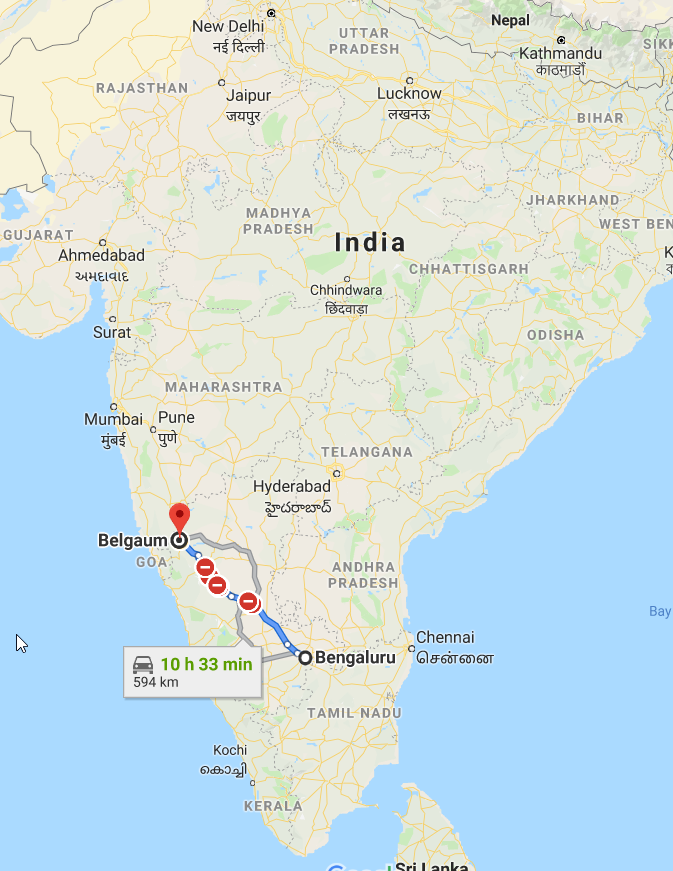 New Delhi
नई दिल्ली
UTTAR
PRADESH
Nepal
Kathmandu
काठमाडौं
SIKK
RAJASTHAN
Jaipur
जयपुर
Lucknow
लखनऊ
BIHAR
GUJARAT
Ahmedabad
અમદાવાદ
MADHYA
PRADESH
India
JHARKHAND
WEST BEN
K
CHHATTISGARH
Chhindwara
छिंदवाड़ा
Surat
ODISHA
MAHARASHTRA
Mumbai
मुंबई
Pune
पुणे
TELANGANA
Hyderabad
హైదరాబాద్
Belgaum
GOA
ANDHRA
PRADESH
Bay
10 h 33 min
594 km
Bengaluru
Chennai
சென்னை
TAMIL NADU
Kochi
കൊച്ചി
KERALA
Sri Lanka